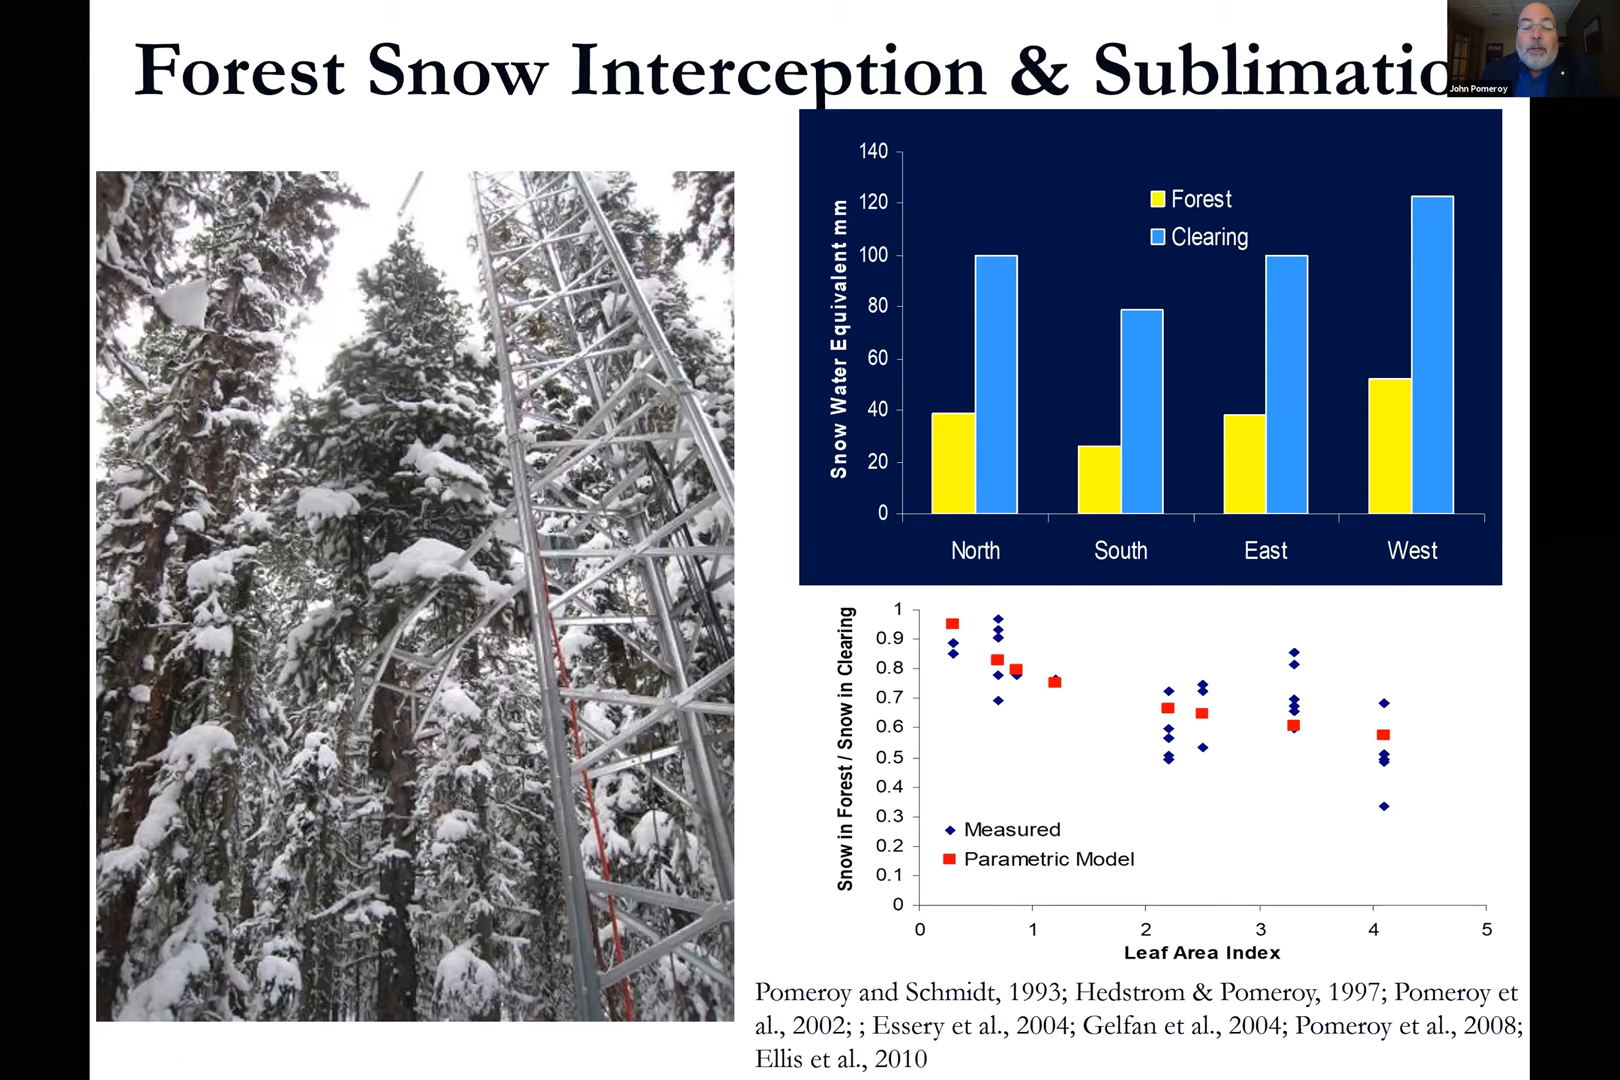 Forest Snow Interception & Sublimatio
John Pomeroy
Snow Water Equivalent mm
140
120
100
80
60
40
20
0
Forest
Clearing
North South East West
Snow in Forest / Snow in Clearing
1
0.9
0.8
0.7
0.6
0.5
0.4
0.3
0.2
0.1
0
Measured
Parametric Model
0 1 2 3 4 5
Leaf Area Index
Pomeroy and Schmidt, 1993; Hedstrom & Pomeroy, 1997; Pomeroy et
al., 2002; ; Essery et al., 2004; Gelfan et al., 2004; Pomeroy et al., 2008;
Ellis et al., 2010